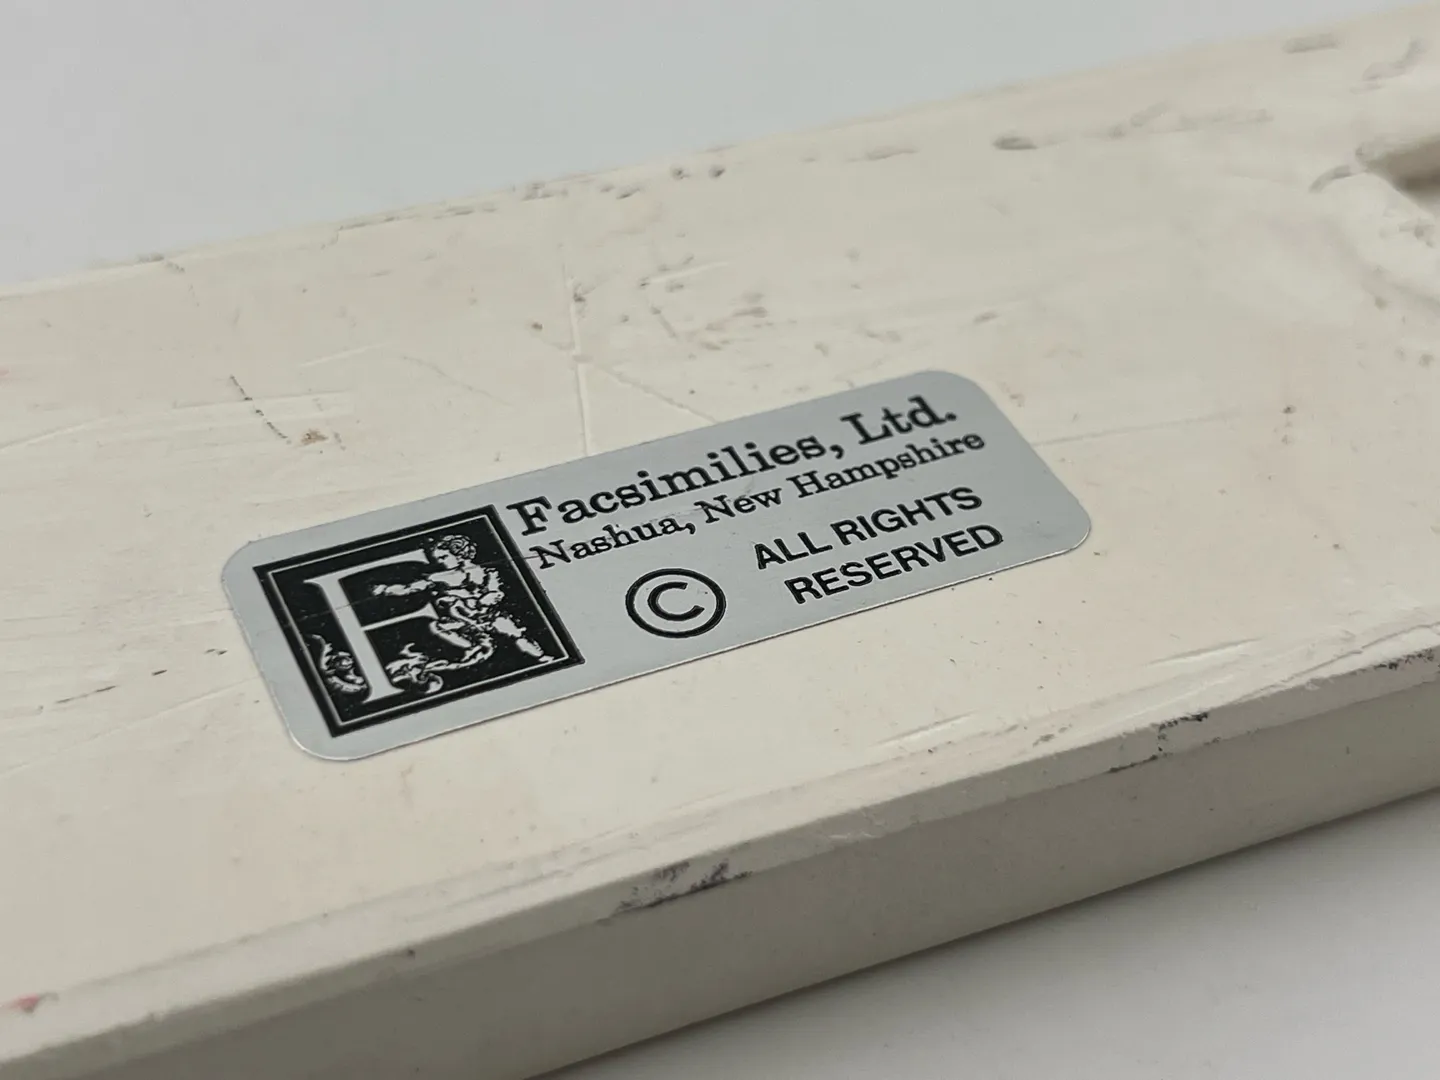 F
Facsimilies, Ltd.
Nashua, New Hampshire
© ALL RIGHTS
RESERVED